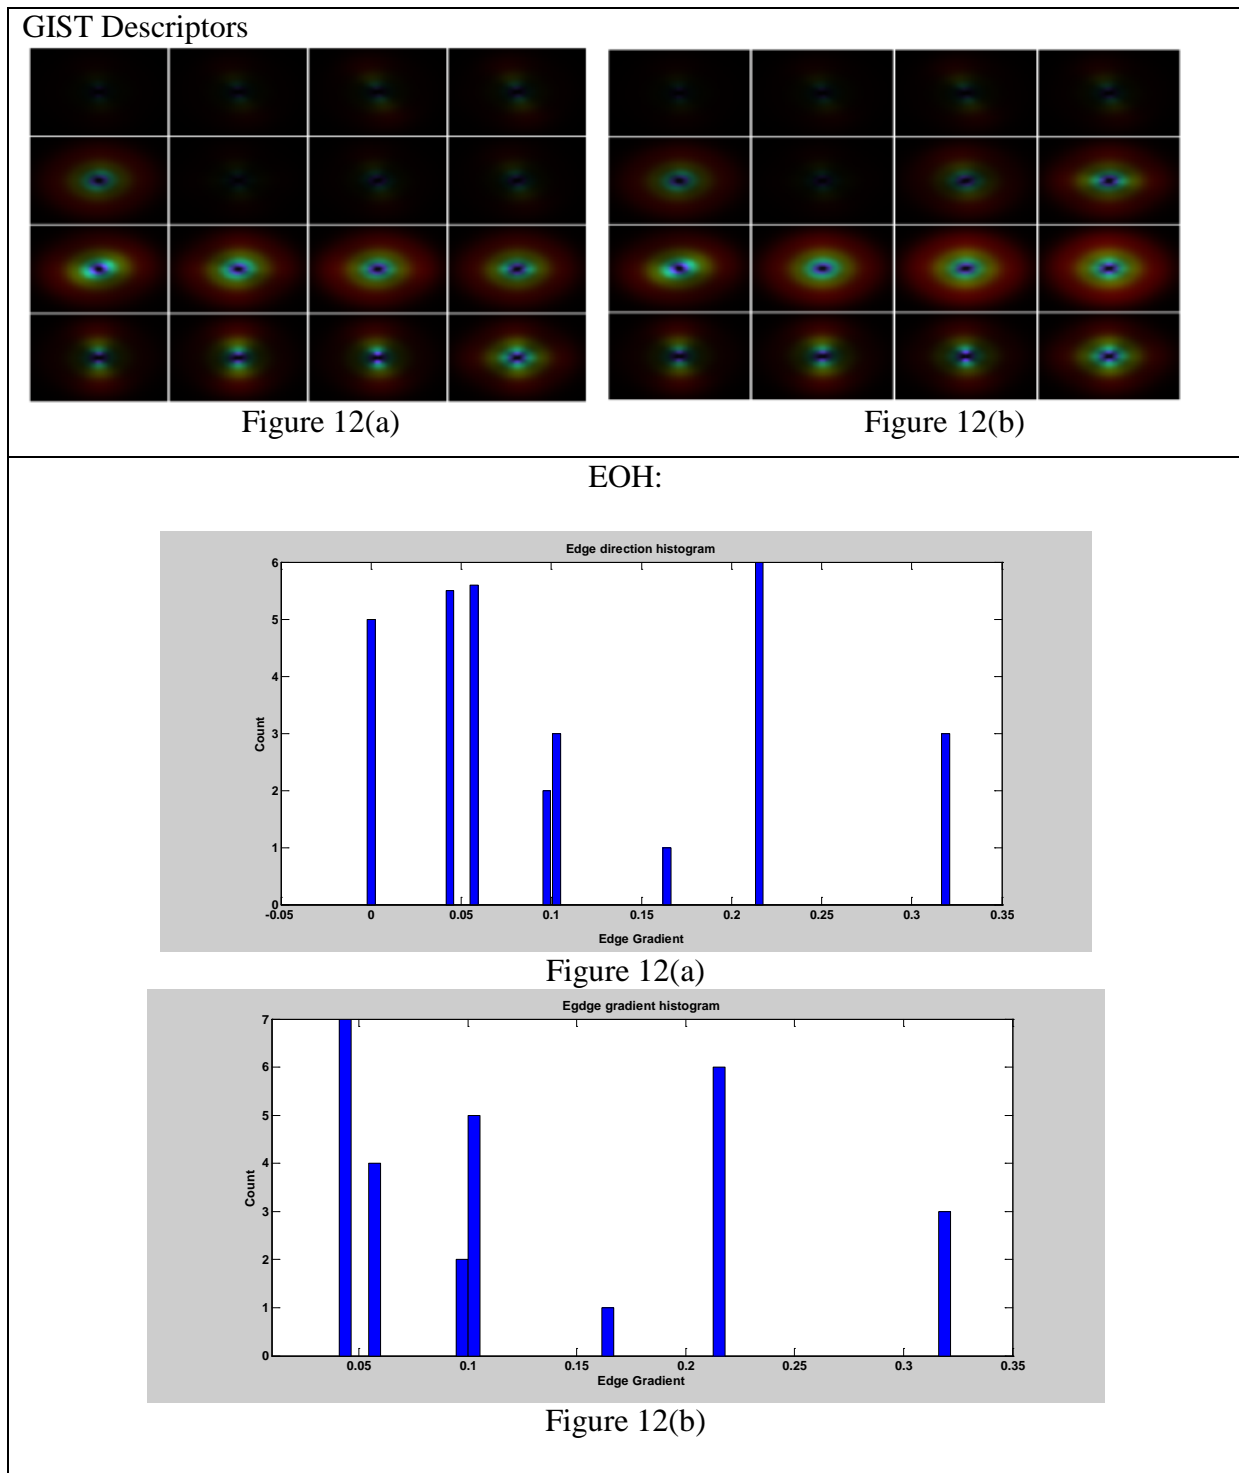 GIST Descriptors
Figure 12(a)
Figure 12(b)
EOH:
Edge direction histogram
6
5
4
3
2
1
0
Count
-0.05 0 0.05 0.1 0.15 0.2 0.25 0.3 0.35
Edge Gradient
Figure 12(a)
Egdge gradient histogram
7
6
5
4
3
2
1
0
Count
0.05 0.1 0.15 0.2 0.25 0.3 0.35
Edge Gradient
Figure 12(b)